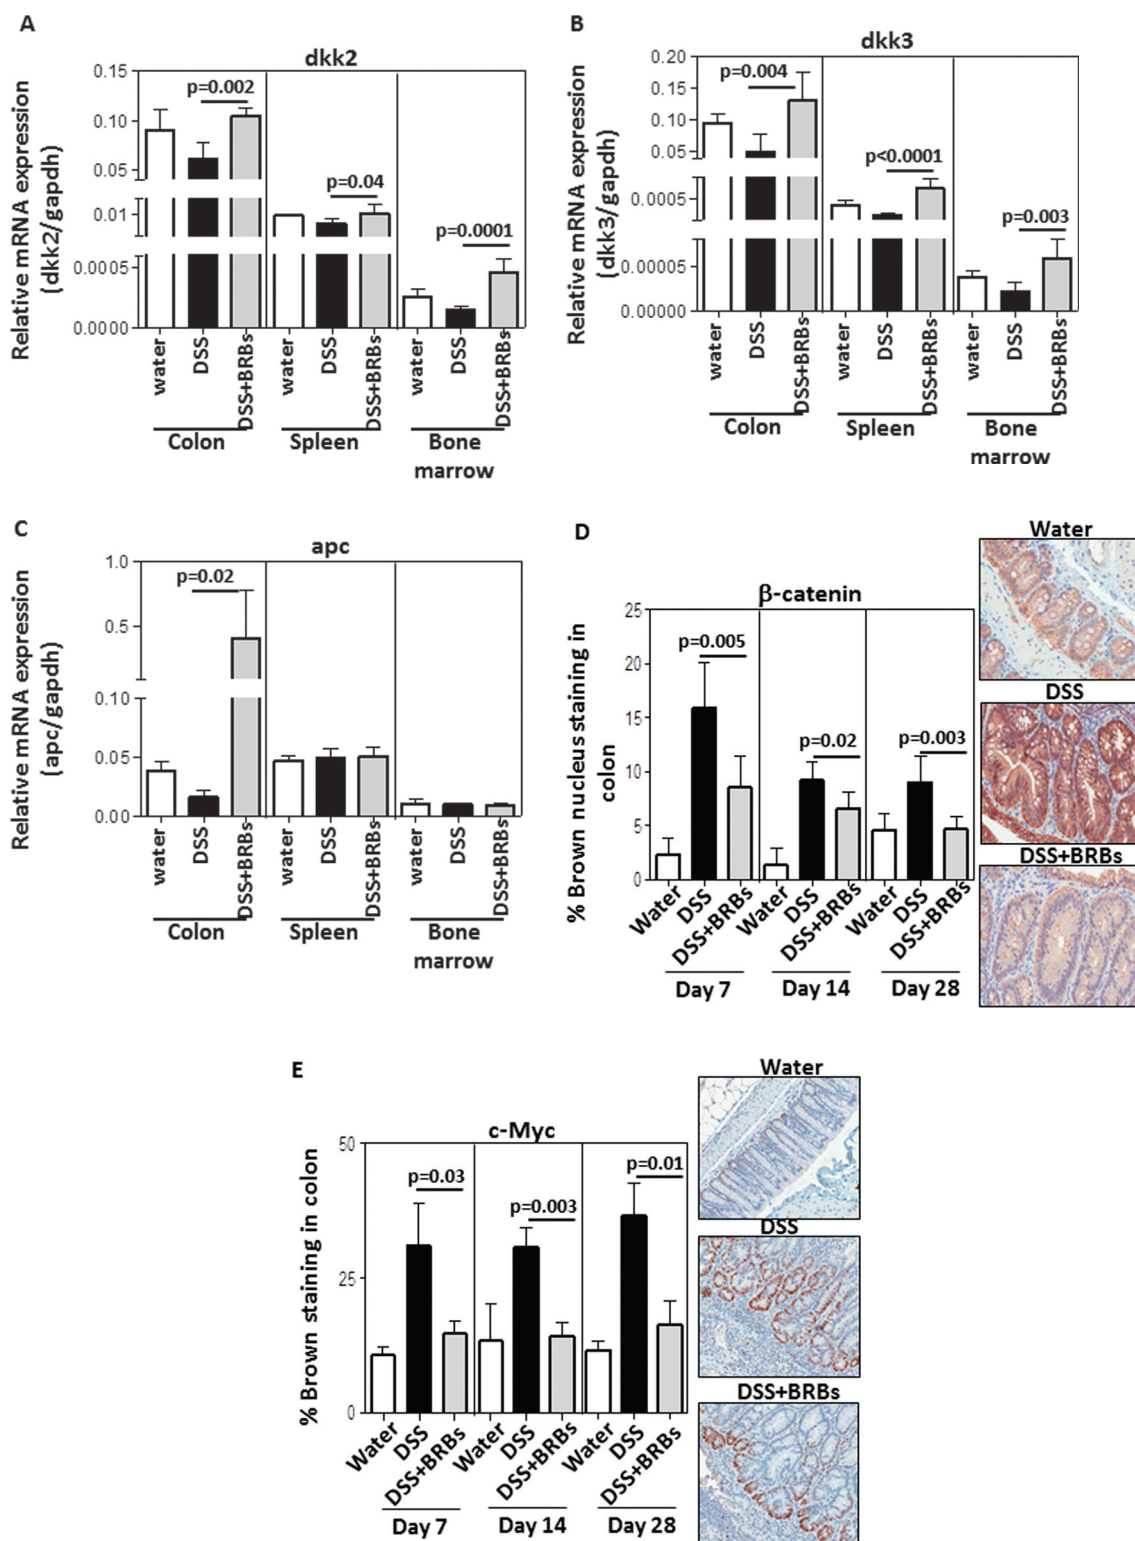 A
dkk2
Relative mRNA expression
(dkk2/gapdh)
0.15
0.10
0.05
0.01
0.0005
0.0000
p=0.002
p=0.04
p=0.0001
water
DSS
DSS+BRBs
water
DSS
DSS+BRBs
water
DSS
DSS+BRBs
Colon
Spleen
Bone
marrow
B
dkk3
Relative mRNA expression
(dkk3/gapdh)
0.20
0.15
0.10
0.05
0.0005
0.00005
0.00000
p=0.004
p<0.0001
p=0.003
water
DSS
DSS+BRBs
water
DSS
DSS+BRBs
water
DSS
DSS+BRBs
Colon
Spleen
Bone
marrow
C
apc
Relative mRNA expression
(apc/gapdh)
1.0
0.5
0.10
0.05
0.00
p=0.02
water
DSS
DSS+BRBs
water
DSS
DSS+BRBs
water
DSS
DSS+BRBs
Colon
Spleen
Bone
marrow
D
β-catenin
% Brown nucleus staining in
colon
25
20
15
10
5
0
p=0.005
p=0.02
p=0.003
Water
DSS
DSS+BRBs
Water
DSS
DSS+BRBs
Water
DSS
DSS+BRBs
Day 7
Day 14
Day 28
Water
DSS
DSS+BRBs
E
c-Myc
% Brown staining in colon
50
25
0
p=0.03
p=0.003
p=0.01
Water
DSS
DSS+BRBs
Water
DSS
DSS+BRBs
Water
DSS
DSS+BRBs
Day 7
Day 14
Day 28
Water
DSS
DSS+BRBs